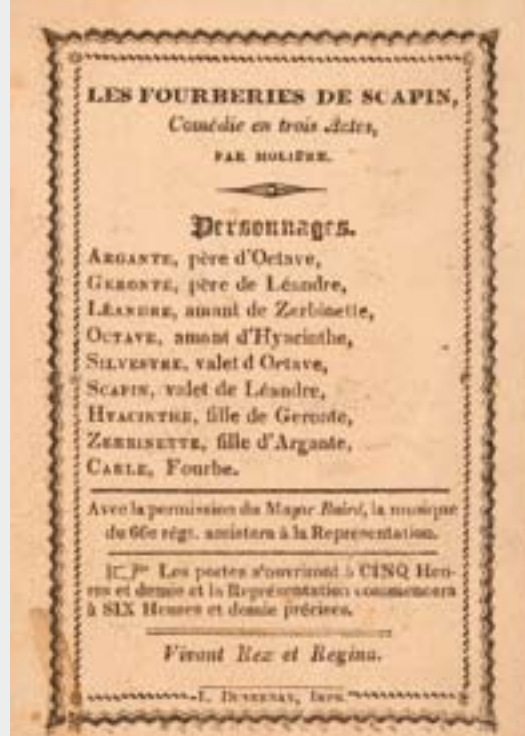 LES FOURBERIES DE SCAPIN,
Comédie en trois Actes,
PAR MOLIÈRE.
Personnages.
ARGANTE, père d'Octave,
GERONTE, père de Léandre,
LÉANDRE, amant de Zerbinette,
OCTAVE, amant d'Hyacinthe,
SILVESTRE, valet d'Octave,
SCAPIN, valet de Léandre,
HYACINTHE, fille de Geronte,
ZERBINETTE, fille d'Argante,
CARLE, Fourbe.
Avec la permission du Major Baird, la musique
du 66e régt. assistera à la Représentation.
☞ Les portes s'ouvriront à CINQ Heu-
res et demie et la Représentation commencera
à SIX Heures et demie précises.
Vivant Rex et Regina.
L. DUVERNAY, IMPR.